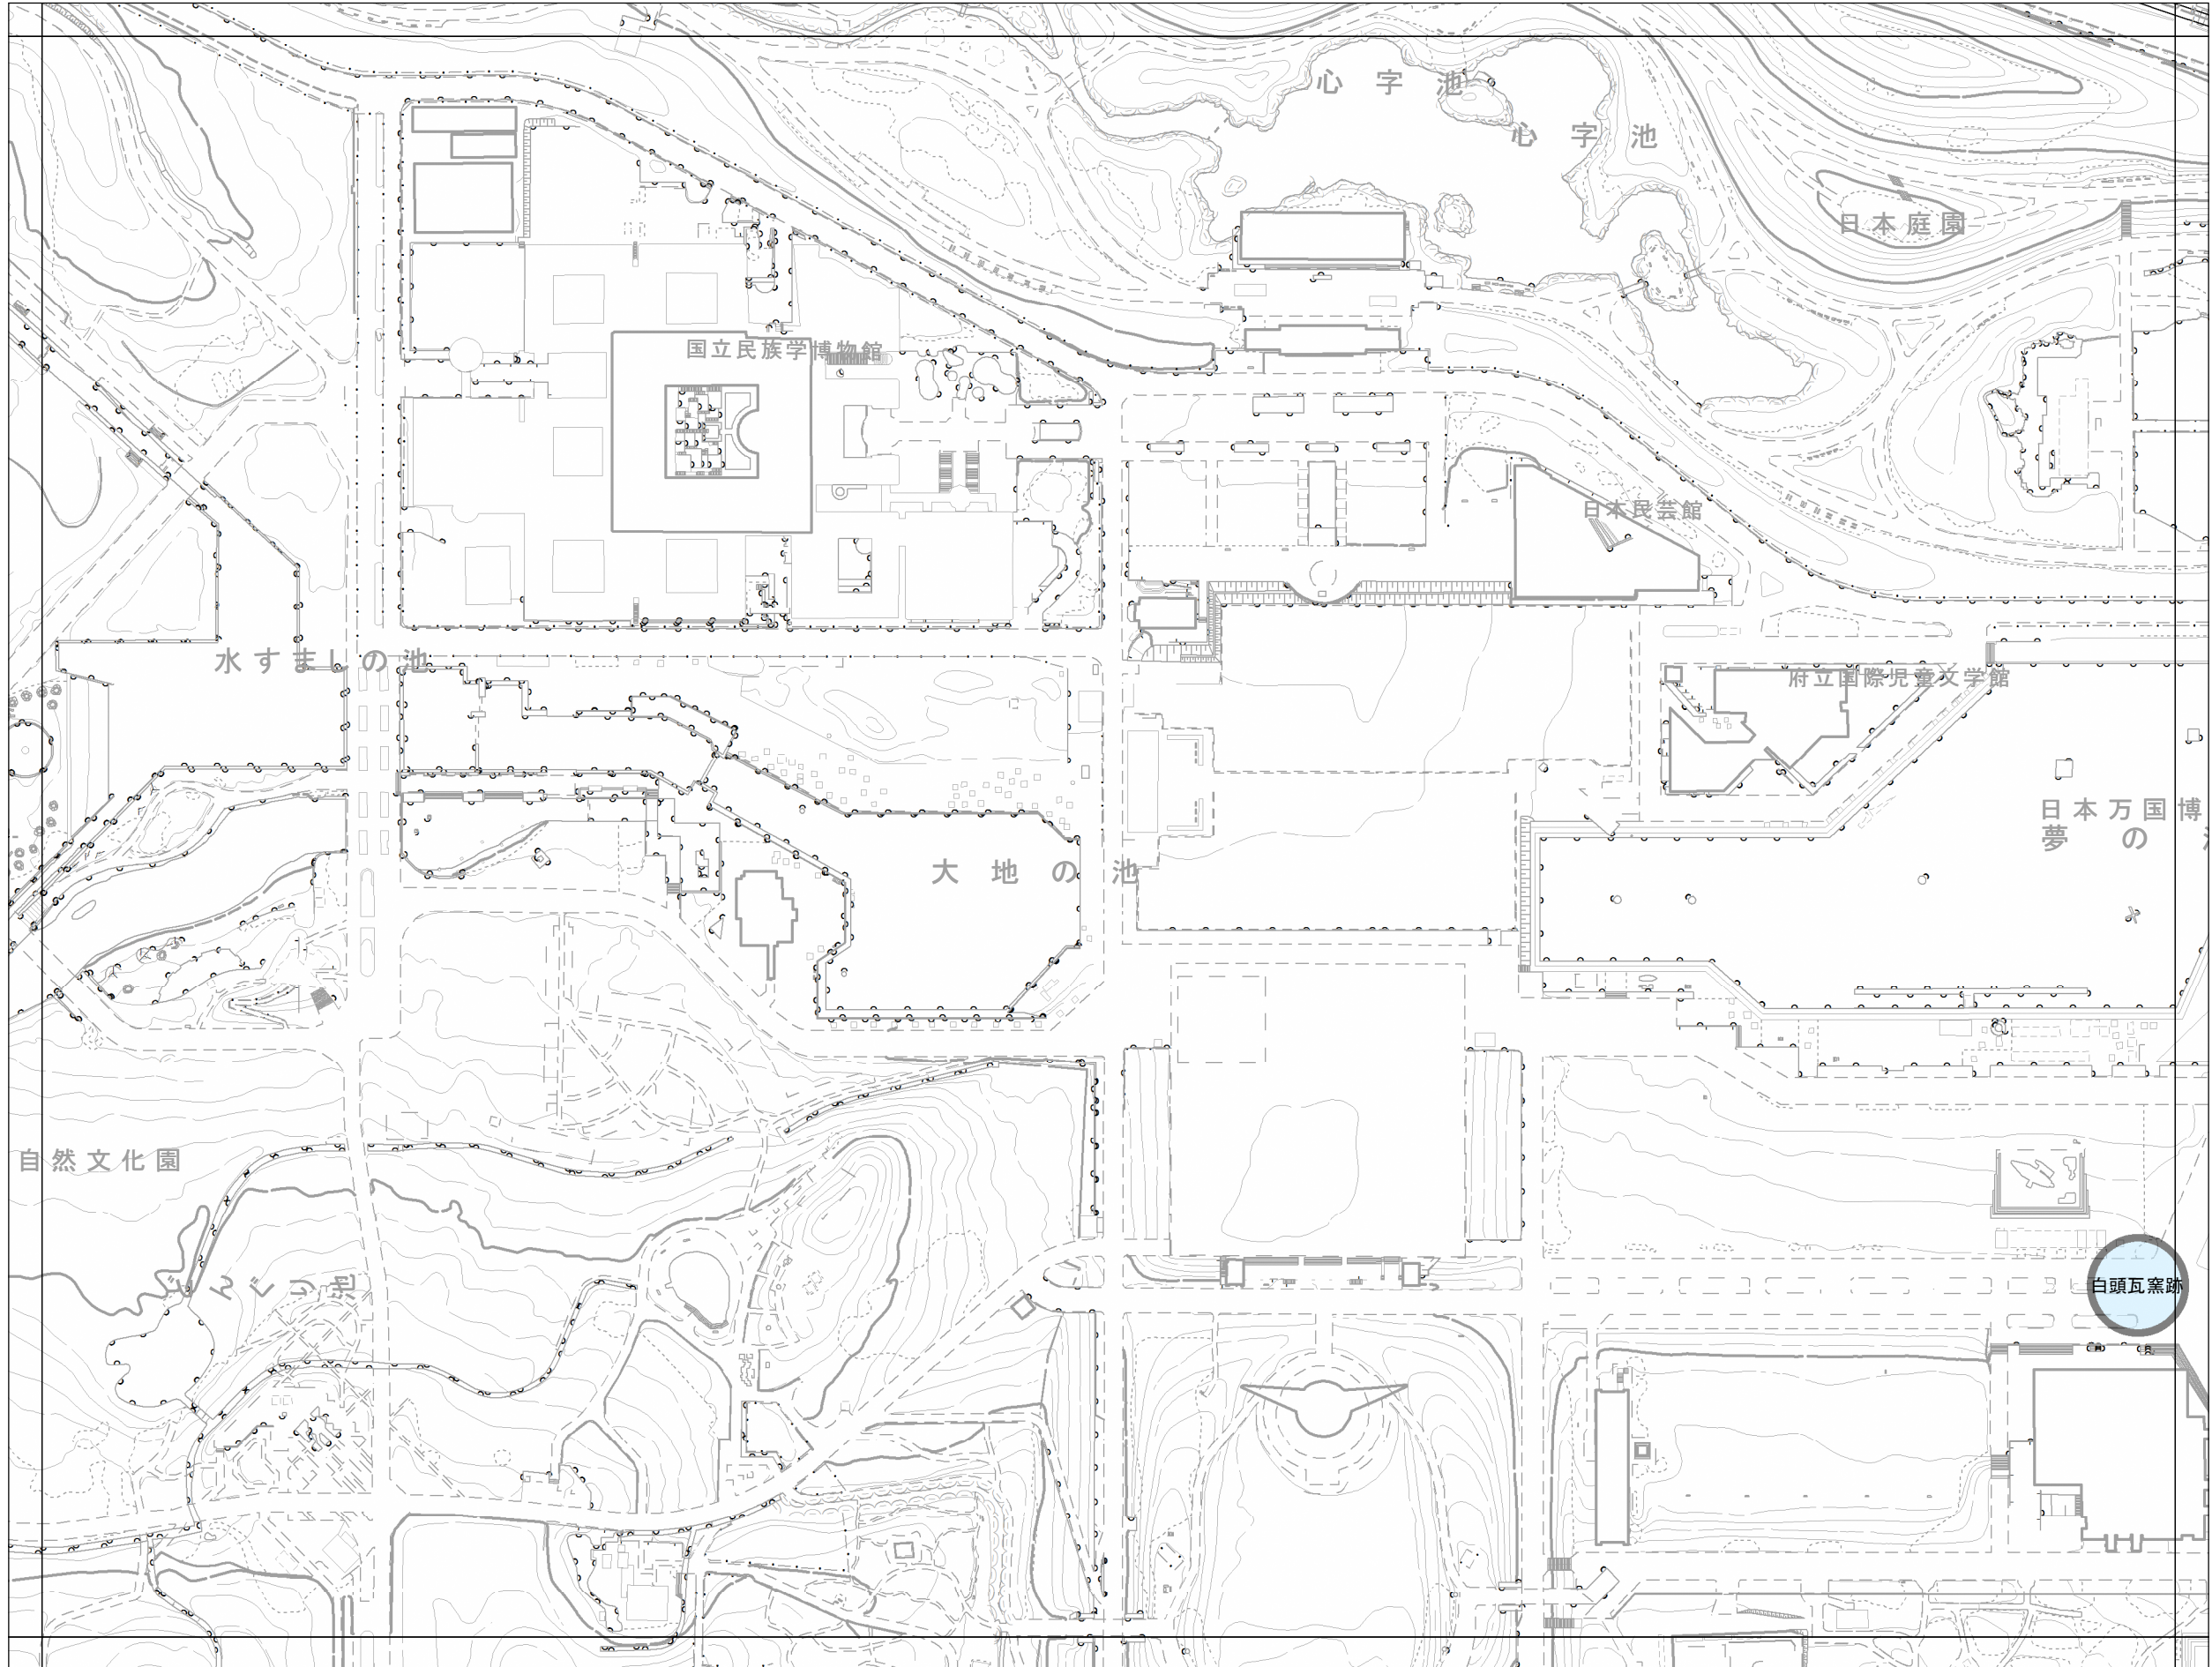 心字池
心字池
日本庭園
国立民族学博物館
日本民芸館
水すましの池
府立国際児童文学館
日本万国博
夢の
大地の池
自然文化園
白頭瓦窯跡